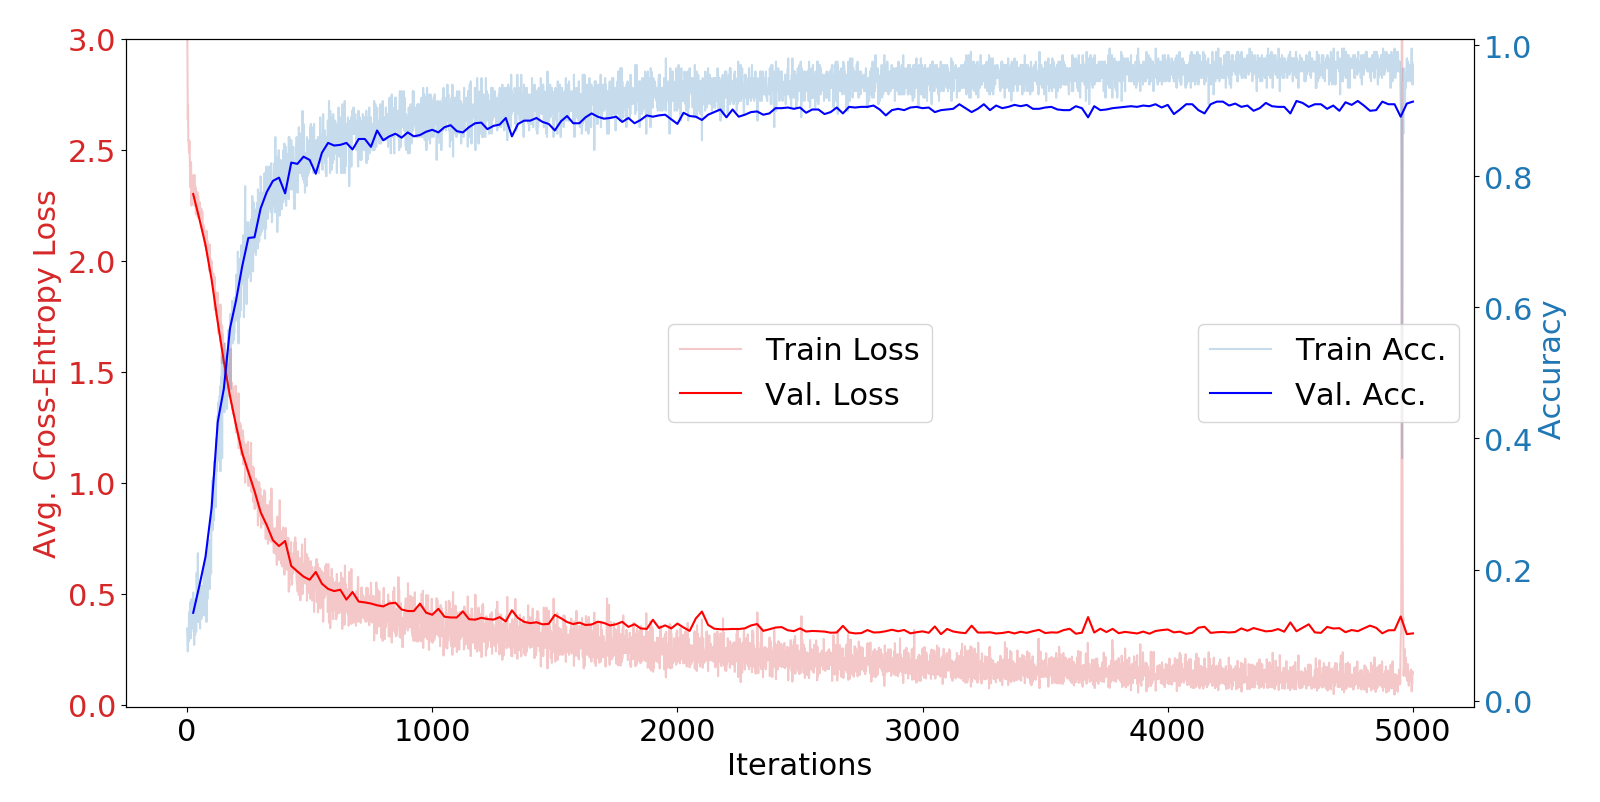 Avg. Cross-Entropy Loss
3.0
2.5
2.0
1.5
1.0
0.5
0.0
Train Loss
Val. Loss
Train Acc.
Val. Acc.
1.0
0.8
0.6
0.4
0.2
0.0
Accuracy
0
1000
2000
3000
4000
5000
Iterations